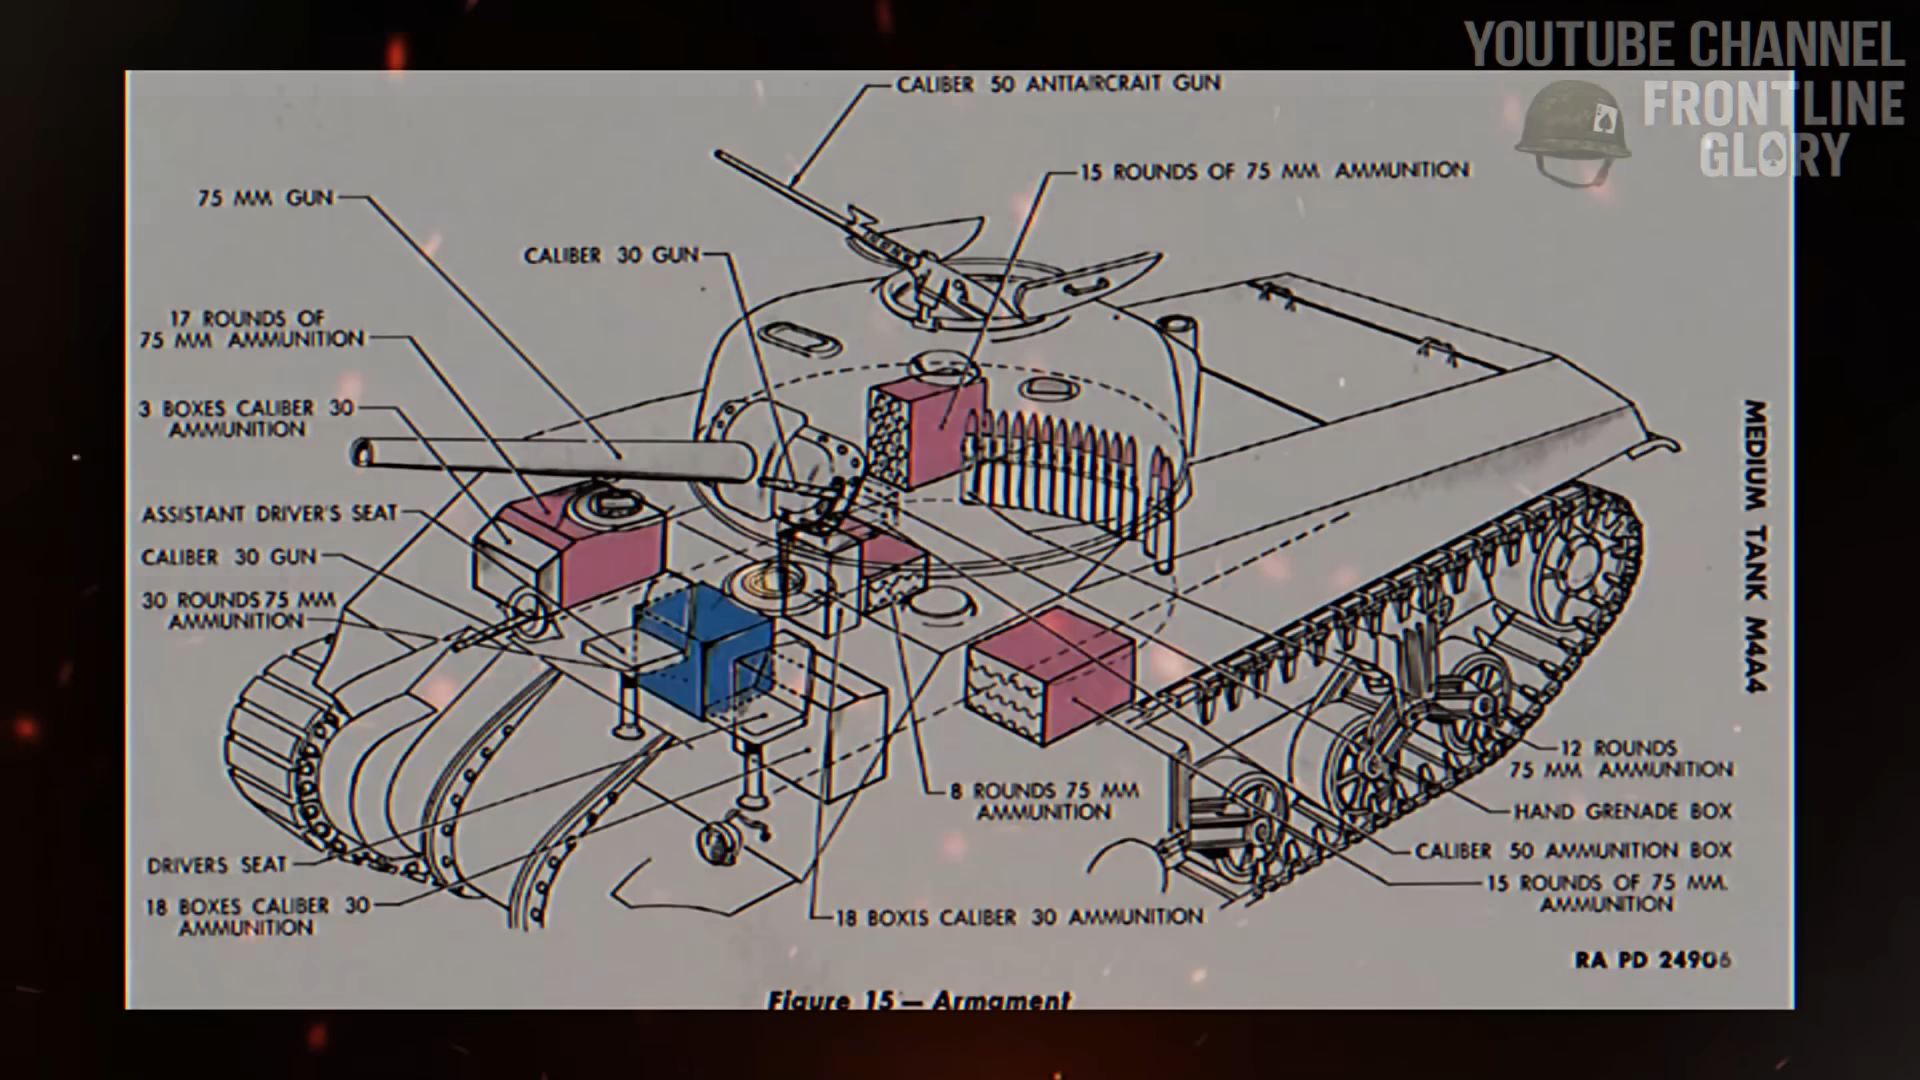 YOUTUBE CHANNEL
FRONTLINE
GLORY
CALIBER 50 ANTTAIRCRAIT GUN
15 ROUNDS OF 75 MM AMMUNITION
75 MM GUN
CALIBER 30 GUN
17 ROUNDS OF
75 MM AMMUNITION
3 BOXES CALIBER 30
AMMUNITION
ASSISTANT DRIVER'S SEAT
CALIBER 30 GUN
30 ROUNDS 75 MM
AMMUNITION
MEDIUM TANK M4A4
12 ROUNDS
75 MM AMMUNITION
8 ROUNDS 75 MM
AMMUNITION
HAND GRENADE BOX
CALIBER 50 AMMUNITION BOX
DRIVERS SEAT
15 ROUNDS OF 75 MM.
AMMUNITION
18 BOXES CALIBER 30
AMMUNITION
18 BOXIS CALIBER 30 AMMUNITION
RA PD 24906
Figure 15 — Armament